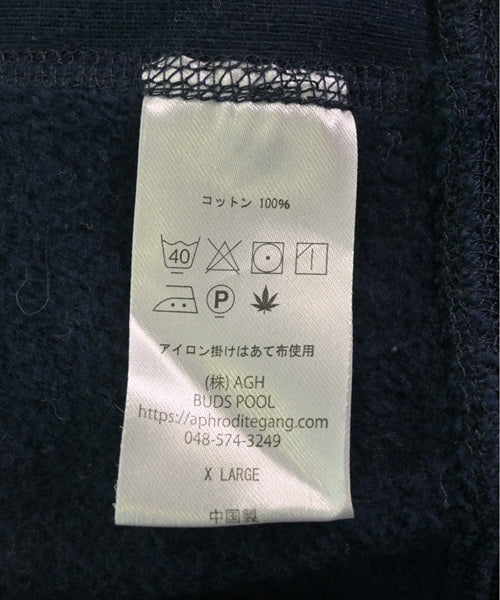 コットン 100%
40
P
アイロン掛けはあて布使用
(株) AGH
BUDS POOL
https://aphroditegang.com
048-574-3249
X LARGE
中国製